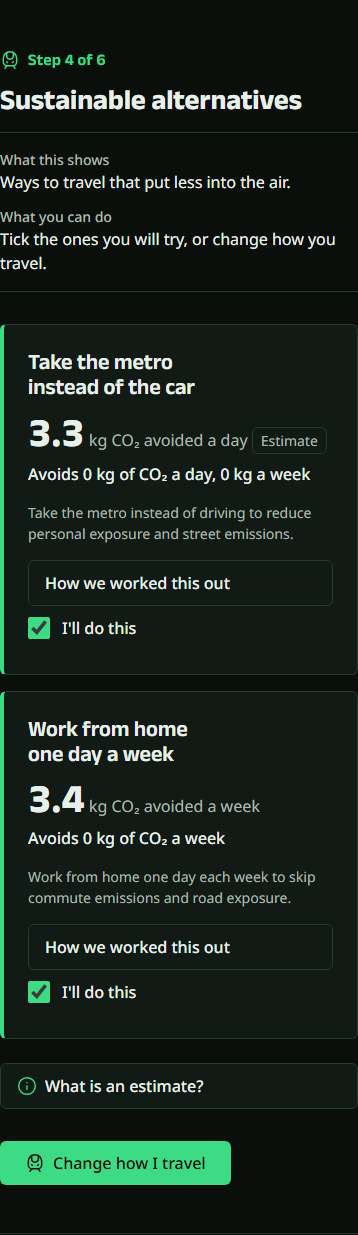 Step 4 of 6
Sustainable alternatives
What this shows
Ways to travel that put less into the air.
What you can do
Tick the ones you will try, or change how you
travel.
Take the metro
instead of the car
3.3 kg CO₂ avoided a day Estimate
Avoids 0 kg of CO₂ a day, 0 kg a week
Take the metro instead of driving to reduce
personal exposure and street emissions.
How we worked this out
I'll do this
Work from home
one day a week
3.4 kg CO₂ avoided a week
Avoids 0 kg of CO₂ a week
Work from home one day each week to skip
commute emissions and road exposure.
How we worked this out
I'll do this
What is an estimate?
Change how I travel